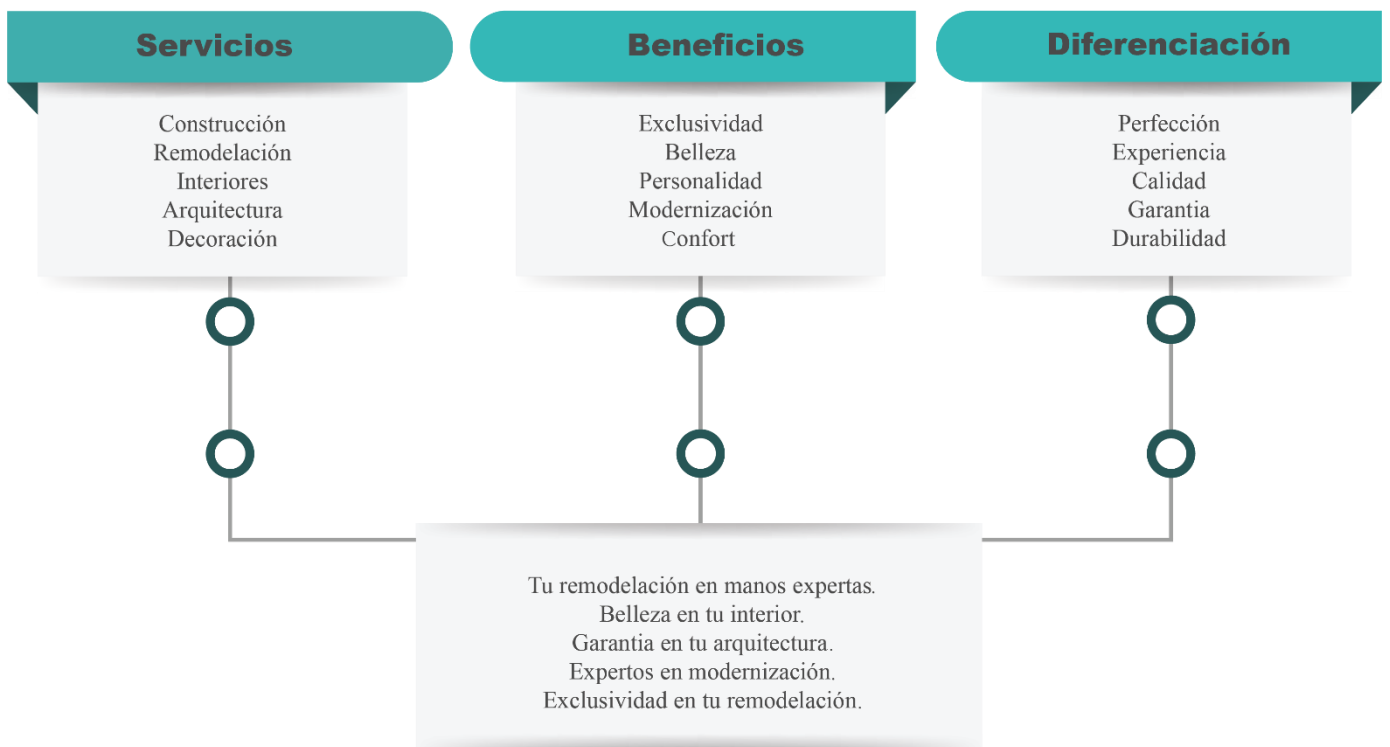 Servicios
Construcción
Remodelación
Interiores
Arquitectura
Decoración
Beneficios
Exclusividad
Belleza
Personalidad
Modernización
Confort
Diferenciación
Perfección
Experiencia
Calidad
Garantia
Durabilidad
Tu remodelación en manos expertas.
Belleza en tu interior.
Garantia en tu arquitectura.
Expertos en modernización.
Exclusividad en tu remodelación.